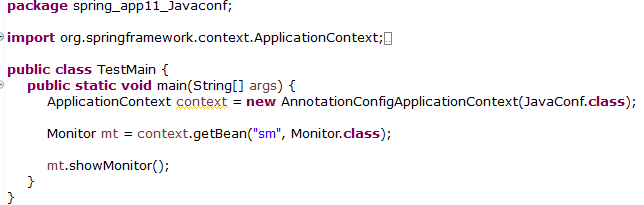 package spring_app11_Javaconf;
import org.springframework.context.ApplicationContext;
public class TestMain {
public static void main(String[] args) {
ApplicationContext context = new AnnotationConfigApplicationContext(JavaConf.class);
Monitor mt = context.getBean("sm", Monitor.class);
mt.showMonitor();
}
}